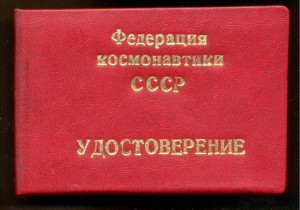 Федерация
космонавтики
СССР
УДОСТОВЕРЕНИЕ